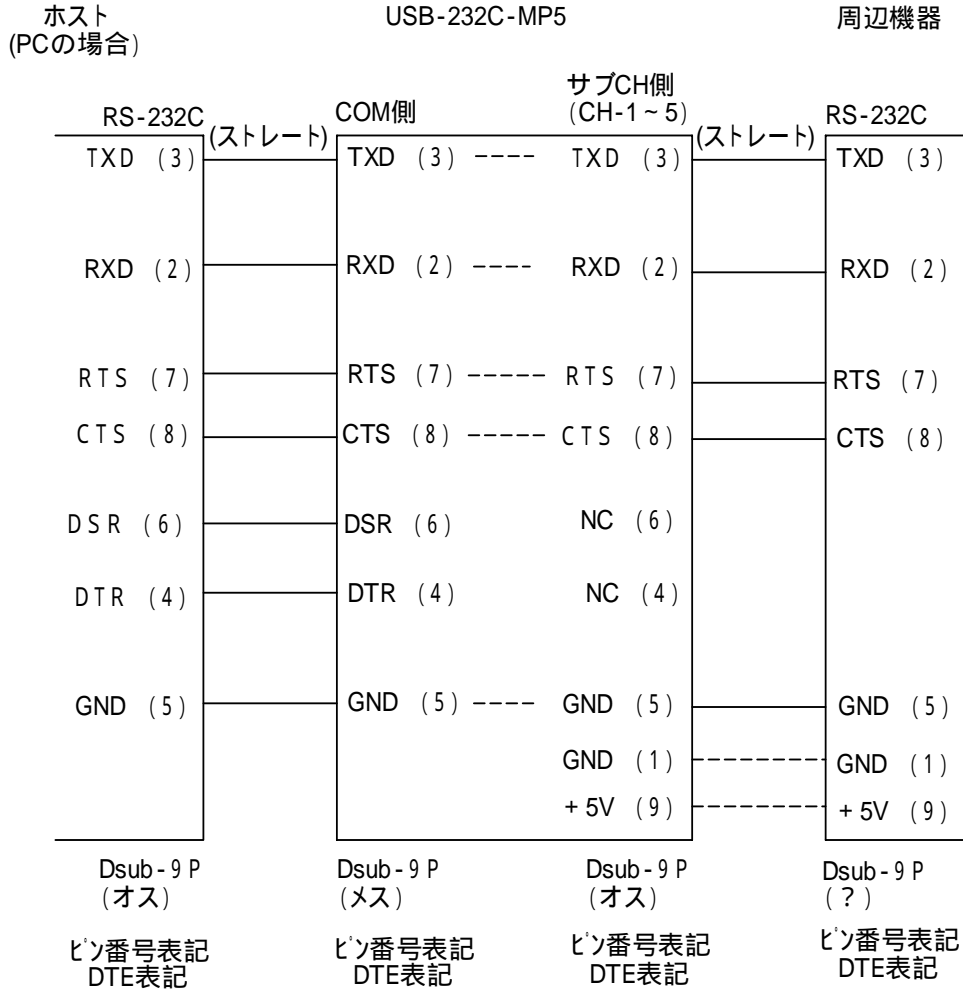 ホスト
(PCの場合)
USB-232C-MP5
周辺機器
RS-232C
(ストレート)
COM側
サブCH側
(CH-1~5)
(ストレート)
RS-232C
TXD (3)
TXD (3)
TXD (3)
TXD (3)
RXD (2)
RXD (2)
RXD (2)
RXD (2)
RTS (7)
RTS (7)
RTS (7)
RTS (7)
CTS (8)
CTS (8)
CTS (8)
CTS (8)
DSR (6)
DSR (6)
NC (6)
DTR (4)
DTR (4)
NC (4)
GND (5)
GND (5)
GND (5)
GND (5)
GND (1)
GND (1)
+5V (9)
+5V (9)
Dsub-9P
(オス)
ピン番号表記
DTE表記
Dsub-9P
(メス)
ピン番号表記
DTE表記
Dsub-9P
(オス)
ピン番号表記
DTE表記
Dsub-9P
(?)
ピン番号表記
DTE表記